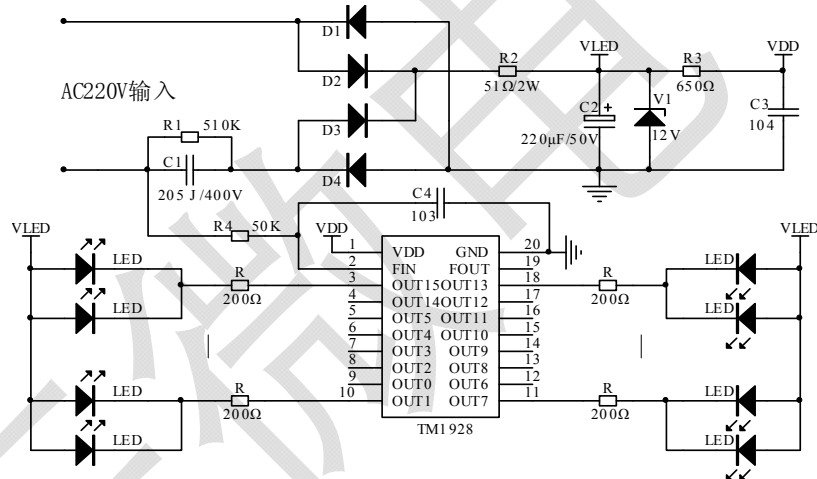 D1
D2
D3
D4
AC220V输入
R1 510K
C1
205J/400V
R2
51Ω/2W
VLED
C2
+
220μF/50V
V1
12V
R3
650Ω
VDD
C3
104
C4
103
R4 50K
VDD
VLED
LED
LED
R
200Ω
LED
LED
R
200Ω
1 VDD GND 20
2 FIN FOUT 19
3 OUT15 OUT13 18
4 OUT14 OUT12 17
5 OUT5 OUT11 16
6 OUT4 OUT10 15
7 OUT3 OUT9 14
8 OUT2 OUT8 13
9 OUT0 OUT6 12
10 OUT1 OUT7 11
TM1928
VLED
R
200Ω
LED
LED
R
200Ω
LED
LED